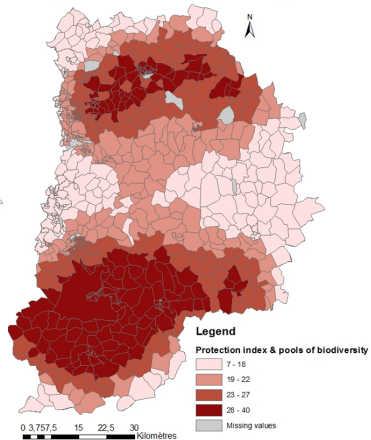 N
Legend
Protection index & pools of biodiversity
7 - 18
19 - 22
23 - 27
28 - 40
Missing values
0 3,757,5 15 22,5 30
Kilomètres